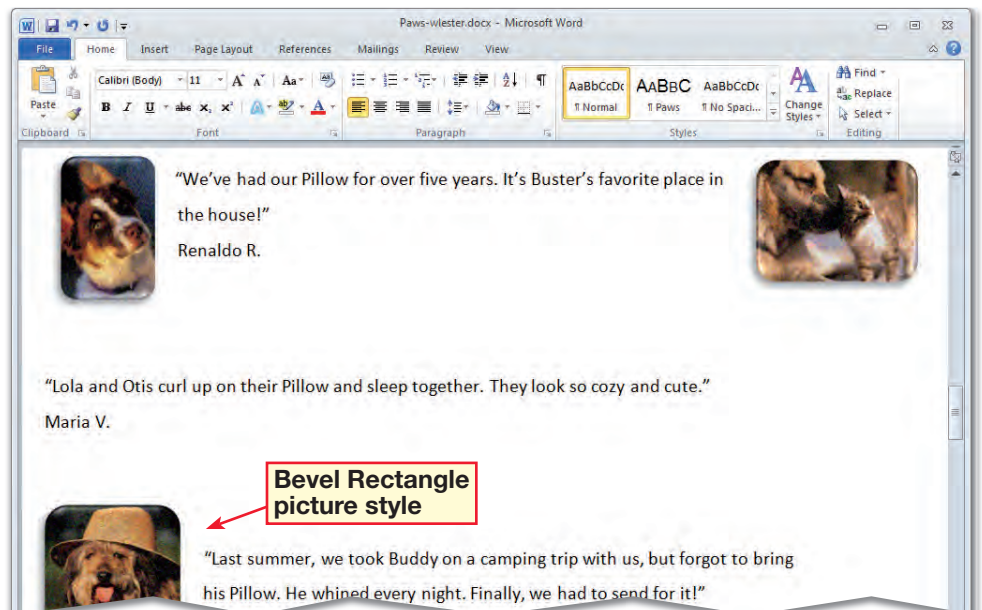 Paws-wlester.docx - Microsoft Word
File Home Insert Page Layout References Mailings Review View
Calibri (Body) 11 A A Aa
Paste B I U abc x₂ x² A ab A
AaBbCcDc AABBC AaBbCcDc
¶ Normal ¶ Paws ¶ No Spaci...
Change Styles
Find
Replace
Select
Clipboard Font Paragraph Styles Editing
“We’ve had our Pillow for over five years. It’s Buster’s favorite place in
the house!”
Renaldo R.
“Lola and Otis curl up on their Pillow and sleep together. They look so cozy and cute.”
Maria V.
Bevel Rectangle
picture style
“Last summer, we took Buddy on a camping trip with us, but forgot to bring
his Pillow. He whined every night. Finally, we had to send for it!”